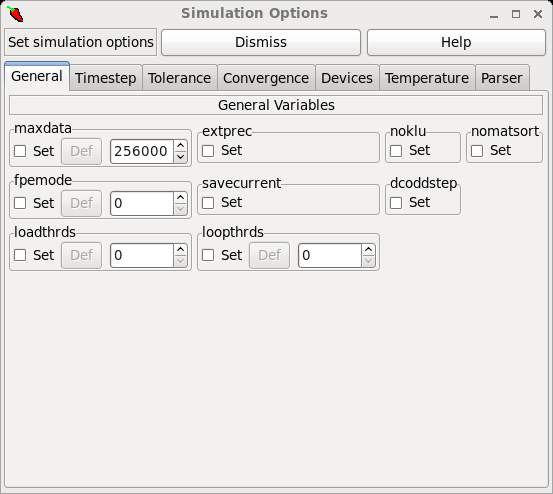 Simulation Options
Set simulation options Dismiss Help
General Timestep Tolerance Convergence Devices Temperature Parser
General Variables
maxdata extprec noklu nomatsort
Set Def 256000 Set Set Set
fpemode savecurrent dcoddstep
Set Def 0 Set Set
loadthrds loopthrds
Set Def 0 Set Def 0